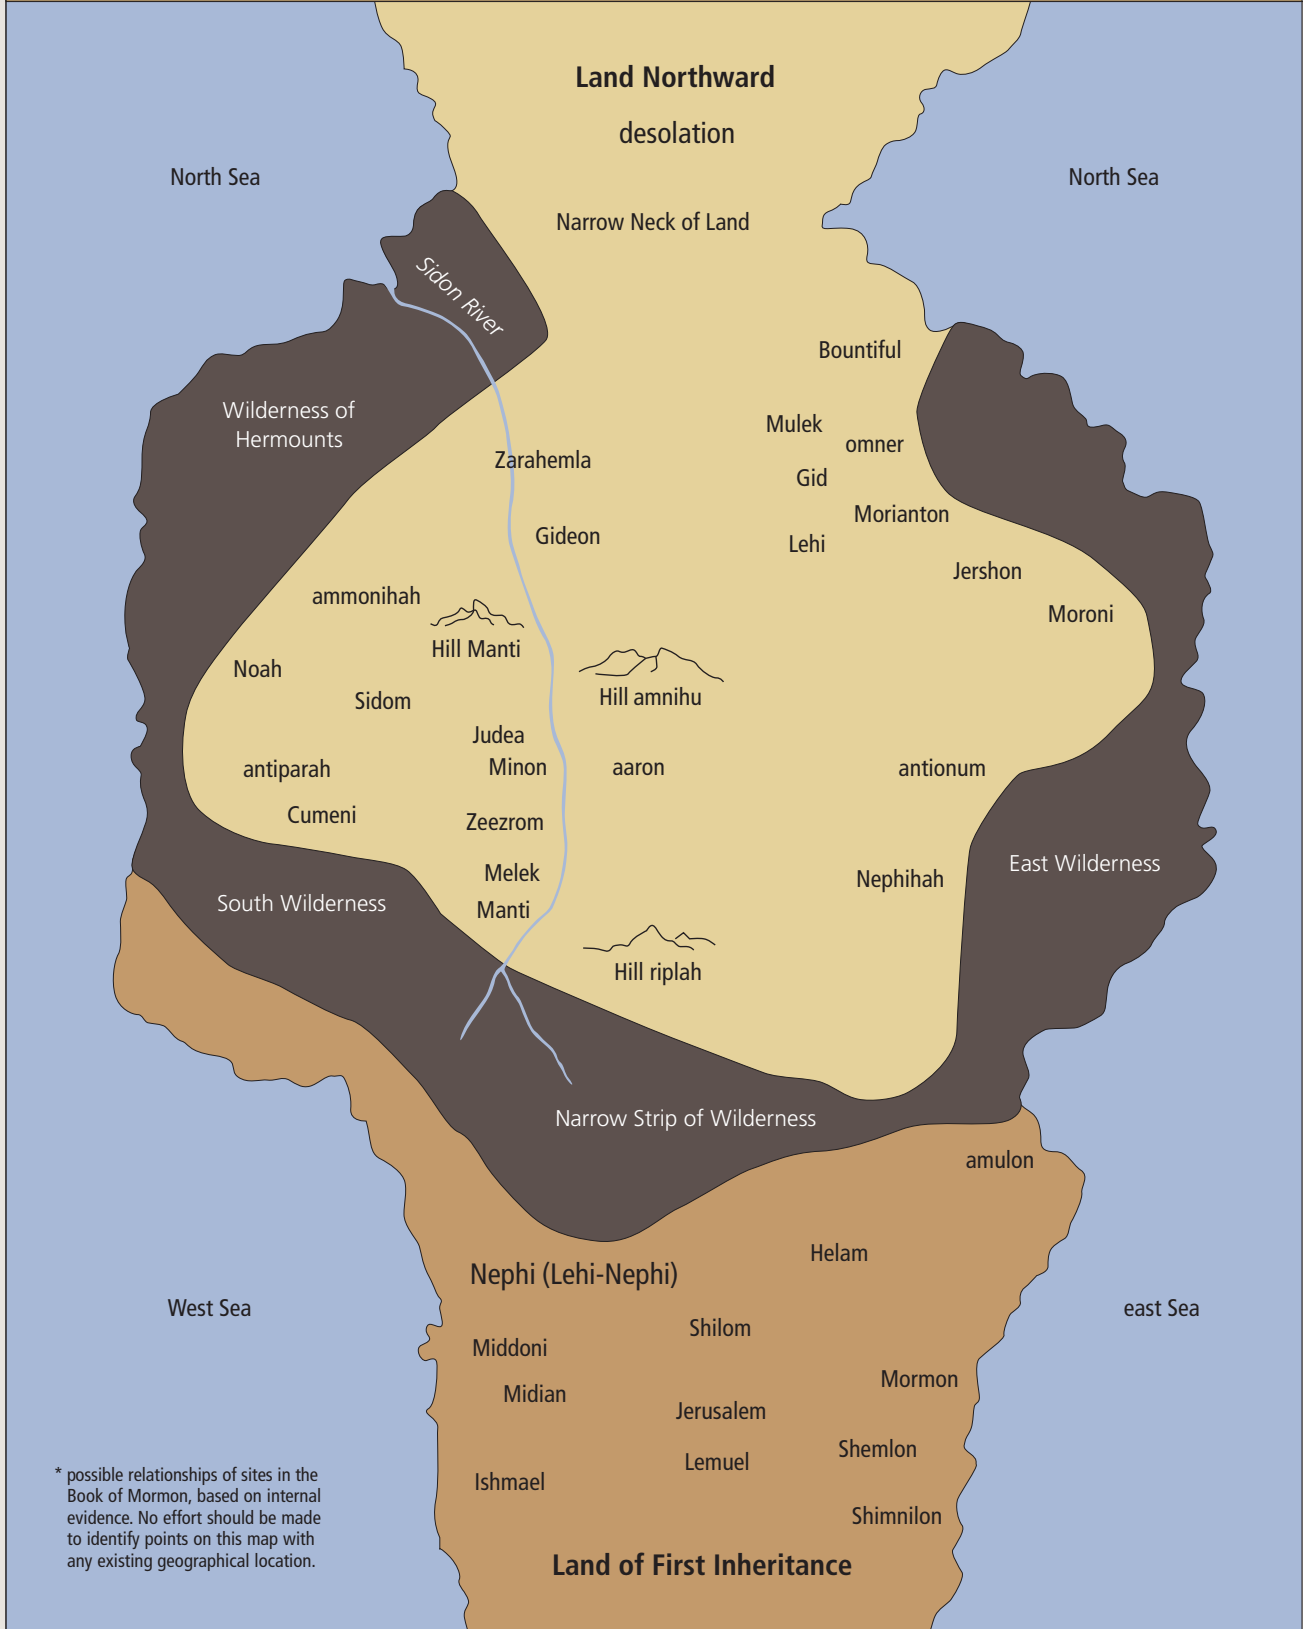 Land Northward
desolation
North Sea
North Sea
Narrow Neck of Land
Sidon River
Bountiful
Wilderness of
Hermounts
Mulek
omner
Zarahemla
Gid
Morianton
Gideon
Lehi
Jershon
ammonihah
Moroni
Hill Manti
Noah
Hill amnihu
Sidom
Judea
antiparah
Minon
aaron
antionum
Cumeni
Zeezrom
East Wilderness
Melek
Nephihah
South Wilderness
Manti
Hill riplah
Narrow Strip of Wilderness
amulon
Helam
Nephi (Lehi-Nephi)
West Sea
east Sea
Shilom
Middoni
Mormon
Midian
Jerusalem
Shemlon
Lemuel
Ishmael
Shimnilon
Land of First Inheritance
* possible relationships of sites in the
Book of Mormon, based on internal
evidence. No effort should be made
to identify points on this map with
any existing geographical location.